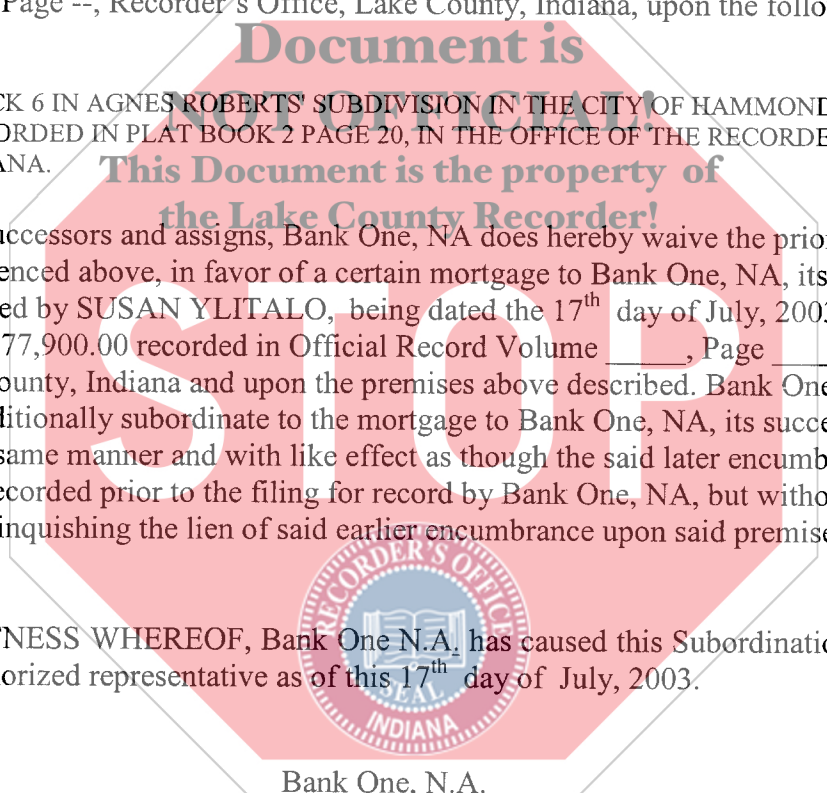 Page --, Recorder's Office, Lake County, Indiana, upon the follo
Document is
NOT OFFICIAL!
CK 6 IN AGNES ROBERTS' SUBDIVISION IN THE CITY OF HAMMOND
ORDED IN PLAT BOOK 2 PAGE 20, IN THE OFFICE OF THE RECORDE
ANA.
This Document is the property of
the Lake County Recorder!
uccessors and assigns, Bank One, NA does hereby waive the prior
enced above, in favor of a certain mortgage to Bank One, NA, its
ed by SUSAN YLITALO, being dated the 17th day of July, 2003
77,900.00 recorded in Official Record Volume ______, Page ____
ounty, Indiana and upon the premises above described. Bank One
ditionally subordinate to the mortgage to Bank One, NA, its succe
same manner and with like effect as though the said later encumb
ecorded prior to the filing for record by Bank One, NA, but witho
inquishing the lien of said earlier encumbrance upon said premise
STOP
RECORDER'S OFFICE
SEAL
INDIANA
TNESS WHEREOF, Bank One N.A. has caused this Subordinatio
orized representative as of this 17th day of July, 2003.
Bank One, N.A.